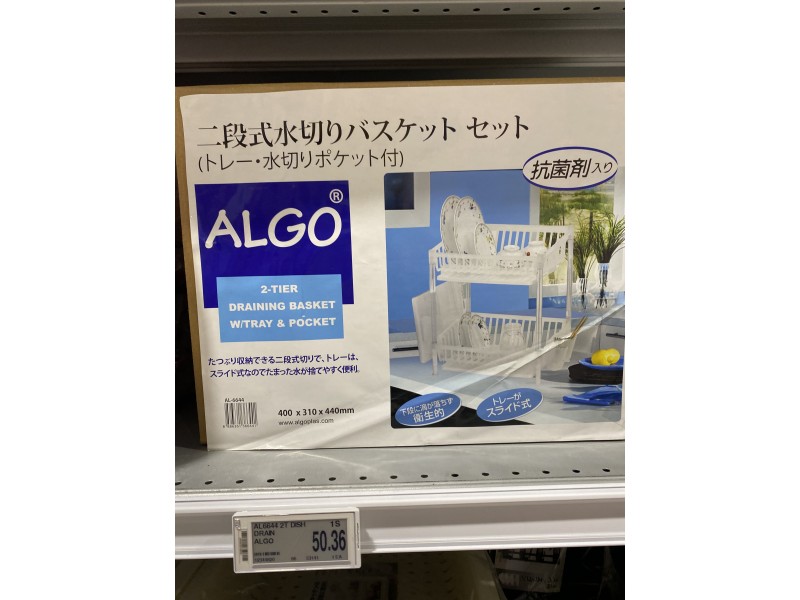 二段式水切りバスケット セット
(トレー・水切りポケット付)
抗菌剤入り
ALGO®
2-TIER
DRAINING BASKET
W/TRAY & POCKET
たっぷり収納できる二段式水切りで、トレーは、
スライド式なのでたまった水が捨てやすく便利。
AL-6644
400 x 310 x 440mm
www.algoplas.com
下段に滴が落ちず
衛生的
トレーが
スライド式
AL6644 2T DISH
DRAIN
ALGO
1S
50.36